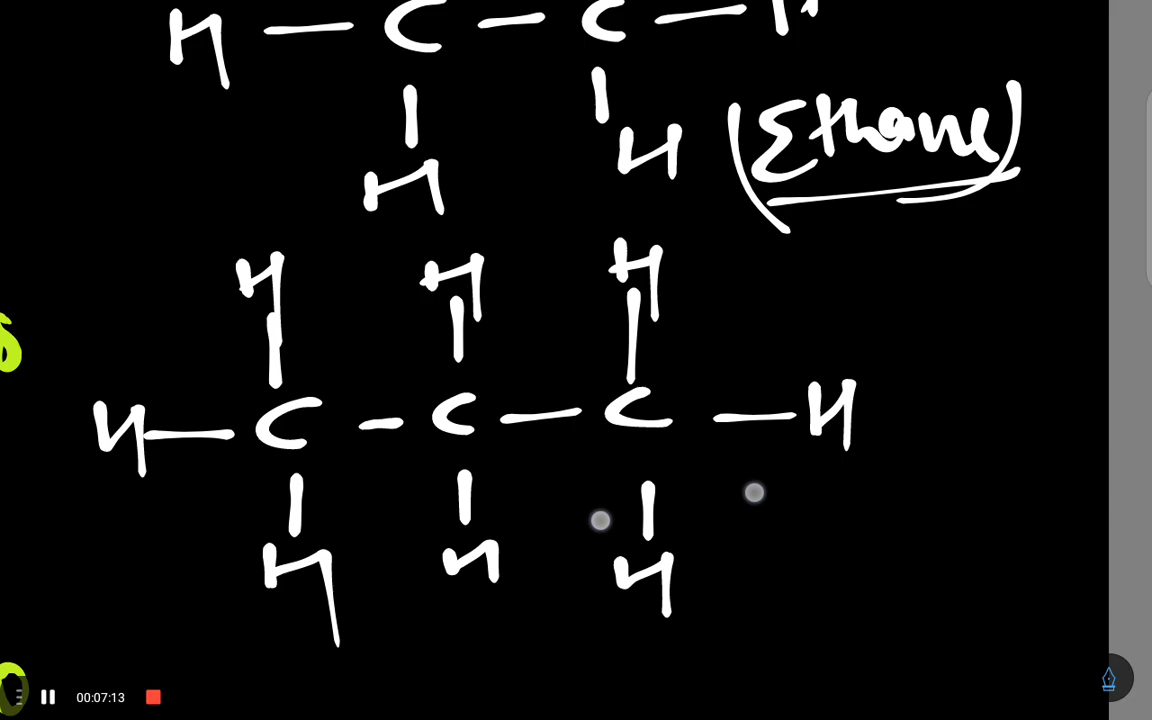 H — C — C — H
H H (Ethane)
H H H
H — C — C — C — H
H H H
00:07:13